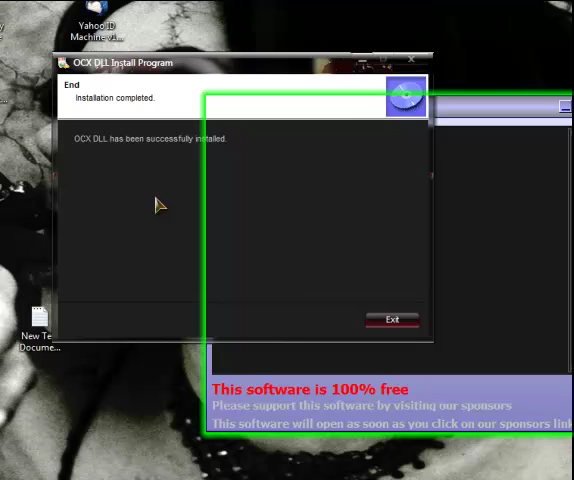 Yahoo ID
Machine v1...
OCX DLL Install Program
End
Installation completed.
OCX DLL has been successfully installed.
Exit
New Te
Docume...
This software is 100% free
Please support this software by visiting our sponsors
This software will open as soon as you click on our sponsors link